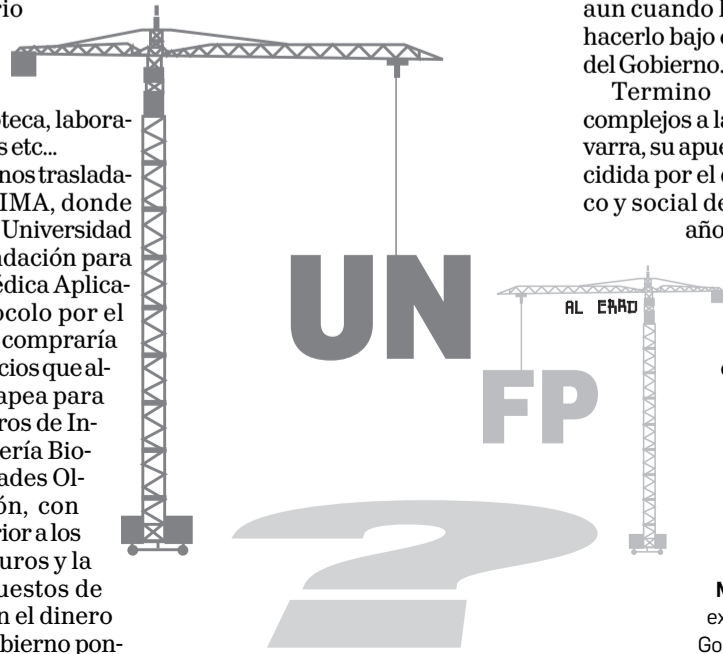 rio
teca, labora-
s etc...
nos traslada-
IMA, donde
Universidad
ndación para
édica Aplica-
ocolo por el
compraría
cios que al-
apea para
ros de In-
ería Bio-
ades Ol-
ón, con
rior a los
uros y la
uestos de
n el dinero
bierno pon-
UN
FP
AL ERRO
?
aun cuando
hacerlo bajo
del Gobierno.
Termino
complejos a la
varra, su apue
cidida por el
co y social de
año
ex
Go